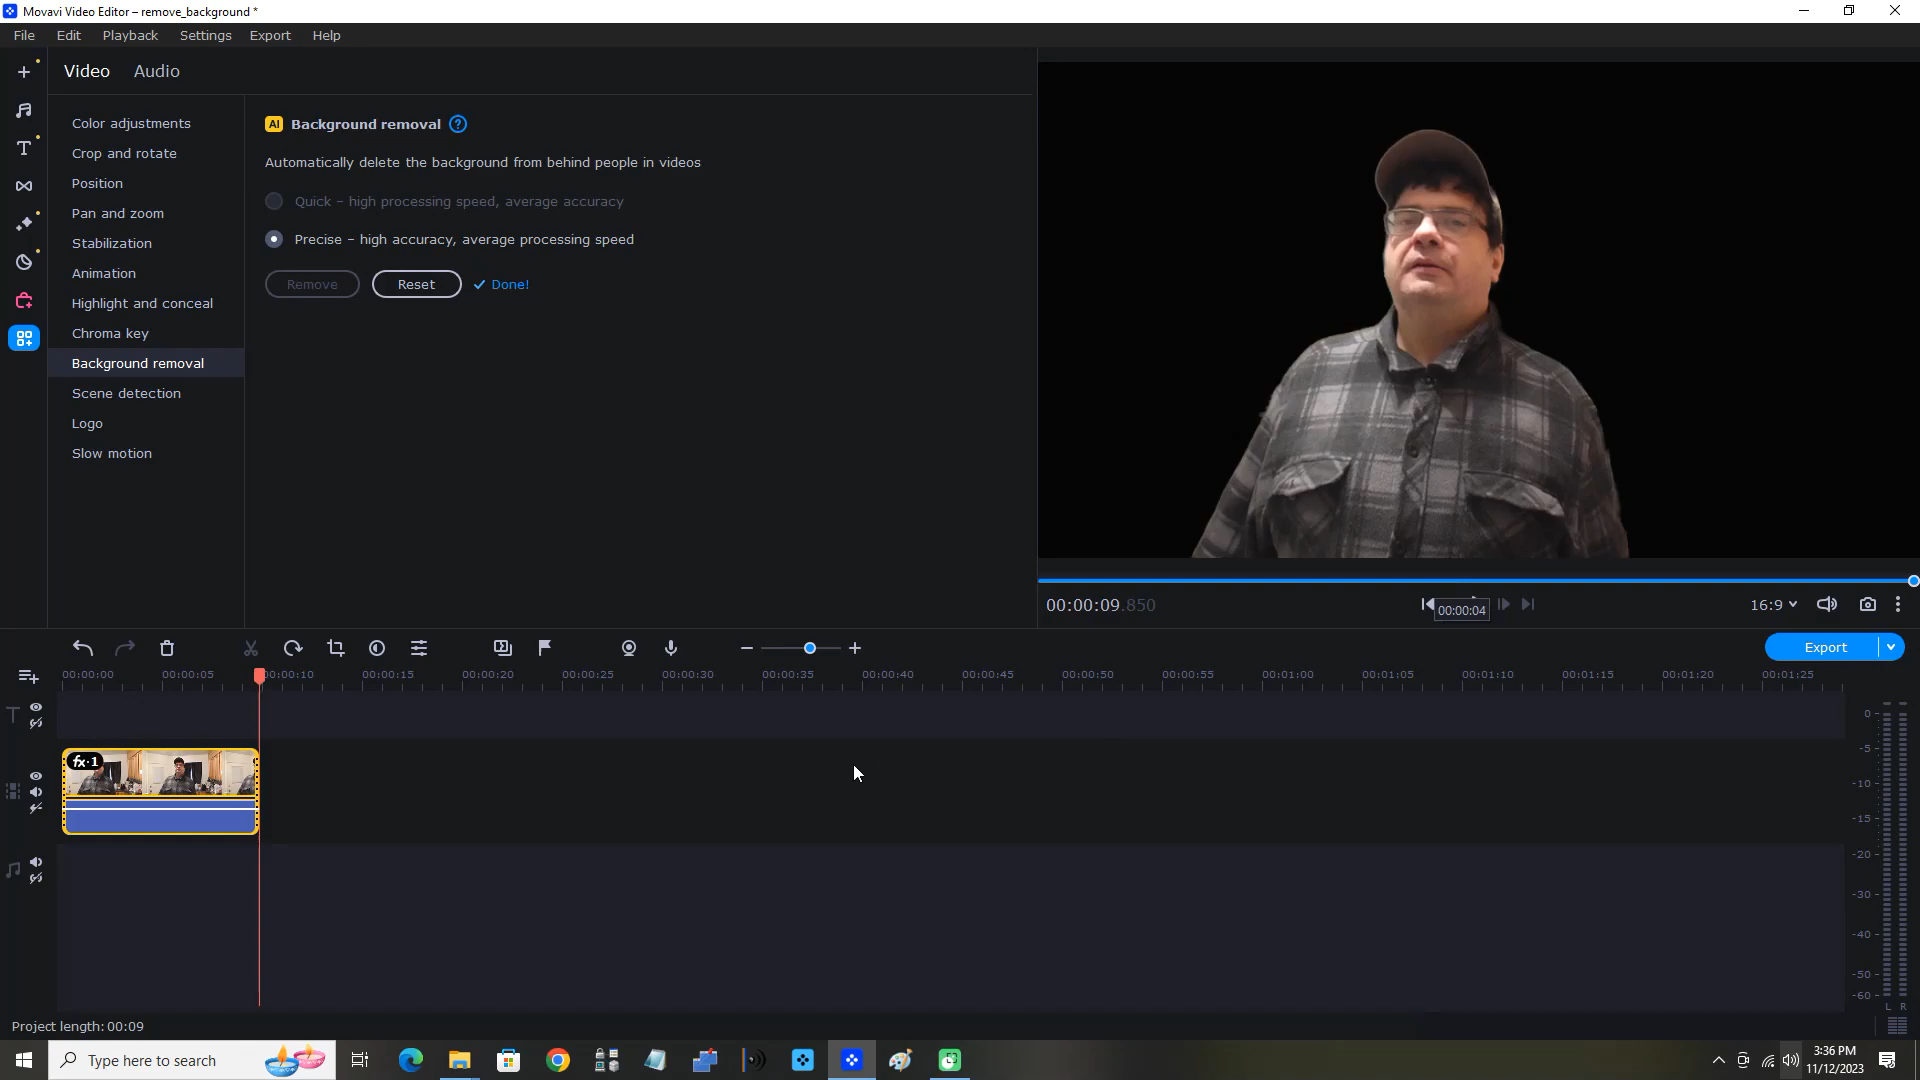 Movavi Video Editor – remove_background *
File Edit Playback Settings Export Help
Video Audio
Color adjustments
Crop and rotate
Position
Pan and zoom
Stabilization
Animation
Highlight and conceal
Chroma key
Background removal
Scene detection
Logo
Slow motion
AI Background removal ?
Automatically delete the background from behind people in videos
Quick – high processing speed, average accuracy
Precise – high accuracy, average processing speed
Remove Reset Done!
00:00:09.850
00:00:04
16:9
Export
00:00:00 00:00:05 00:00:10 00:00:15 00:00:20 00:00:25 00:00:30 00:00:35 00:00:40 00:00:45 00:00:50 00:00:55 00:01:00 00:01:05 00:01:10 00:01:15 00:01:20 00:01:25
fx·1
0
-5
-10
-15
-20
-30
-40
-50
-60
L R
Project length: 00:09
Type here to search
3:36 PM
11/12/2023